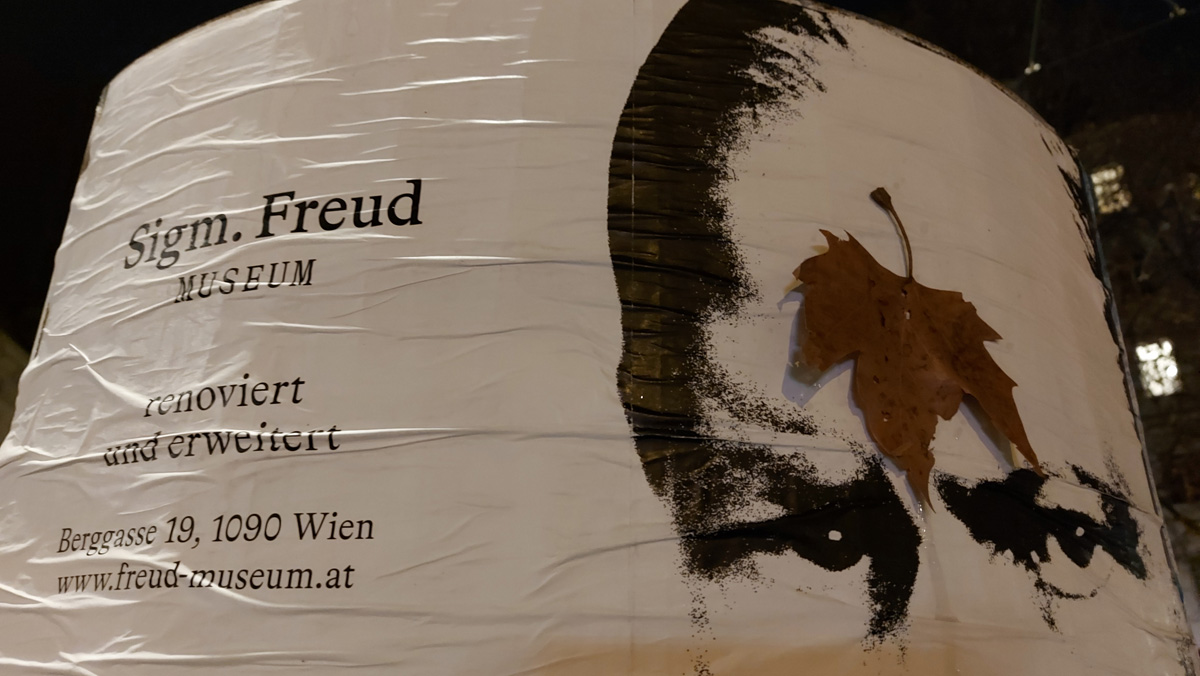 Sigm. Freud
MUSEUM
renoviert
und erweitert
Berggasse 19, 1090 Wien
www.freud-museum.at